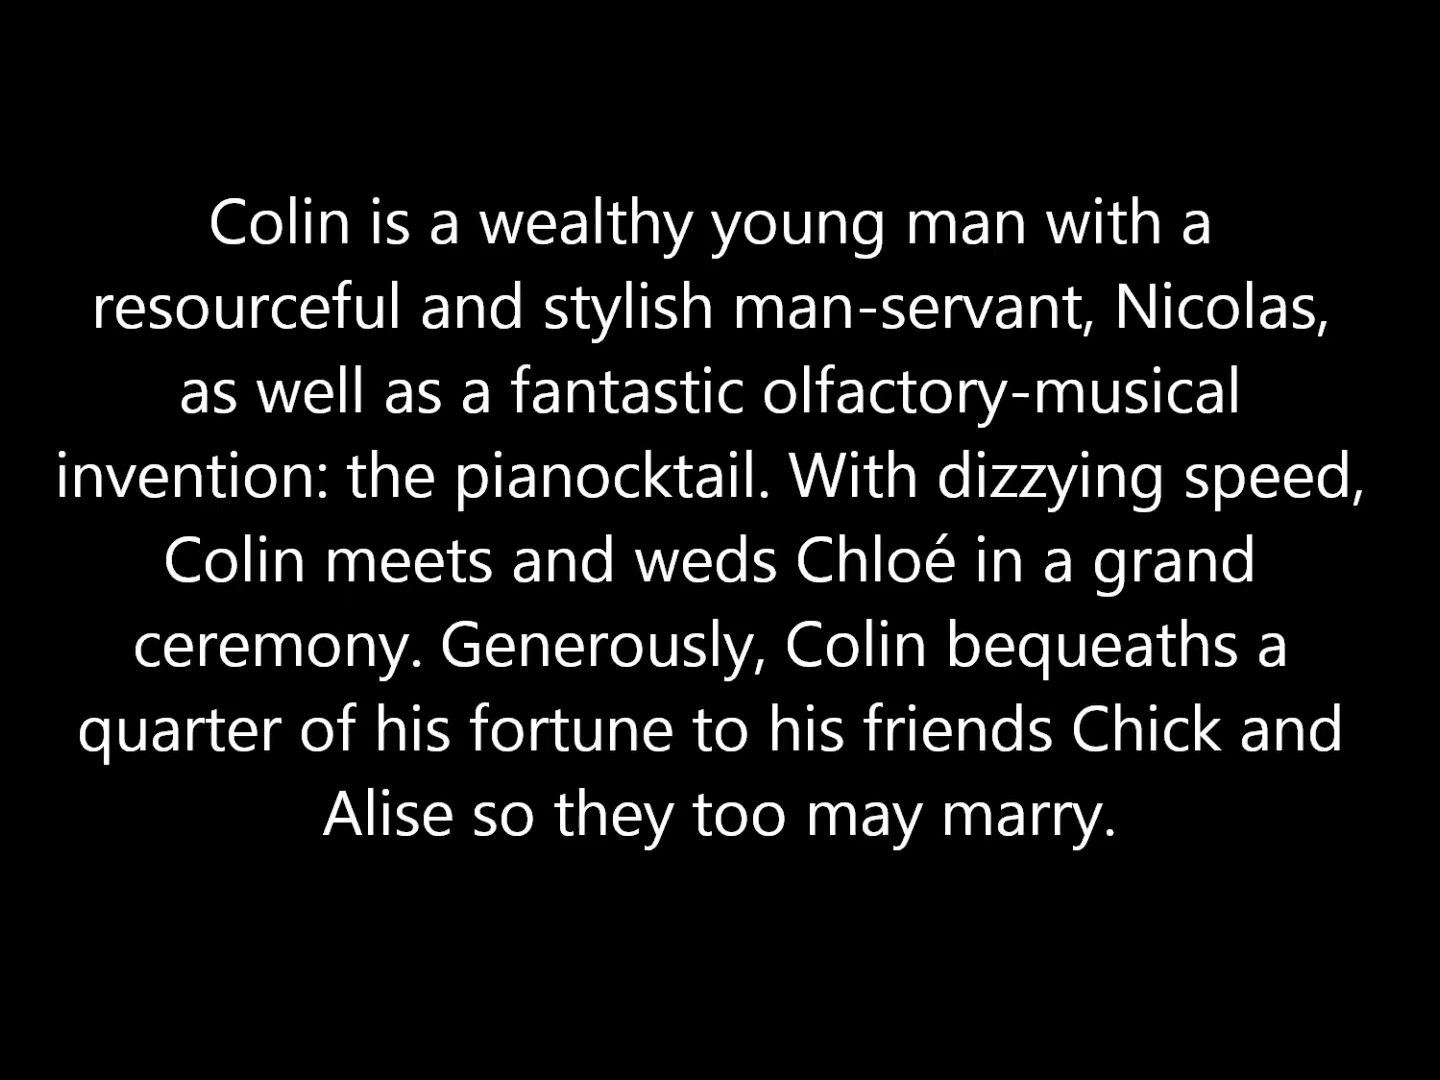 Colin is a wealthy young man with a
resourceful and stylish man-servant, Nicolas,
as well as a fantastic olfactory-musical
invention: the pianocktail. With dizzying speed,
Colin meets and weds Chloé in a grand
ceremony. Generously, Colin bequeaths a
quarter of his fortune to his friends Chick and
Alise so they too may marry.